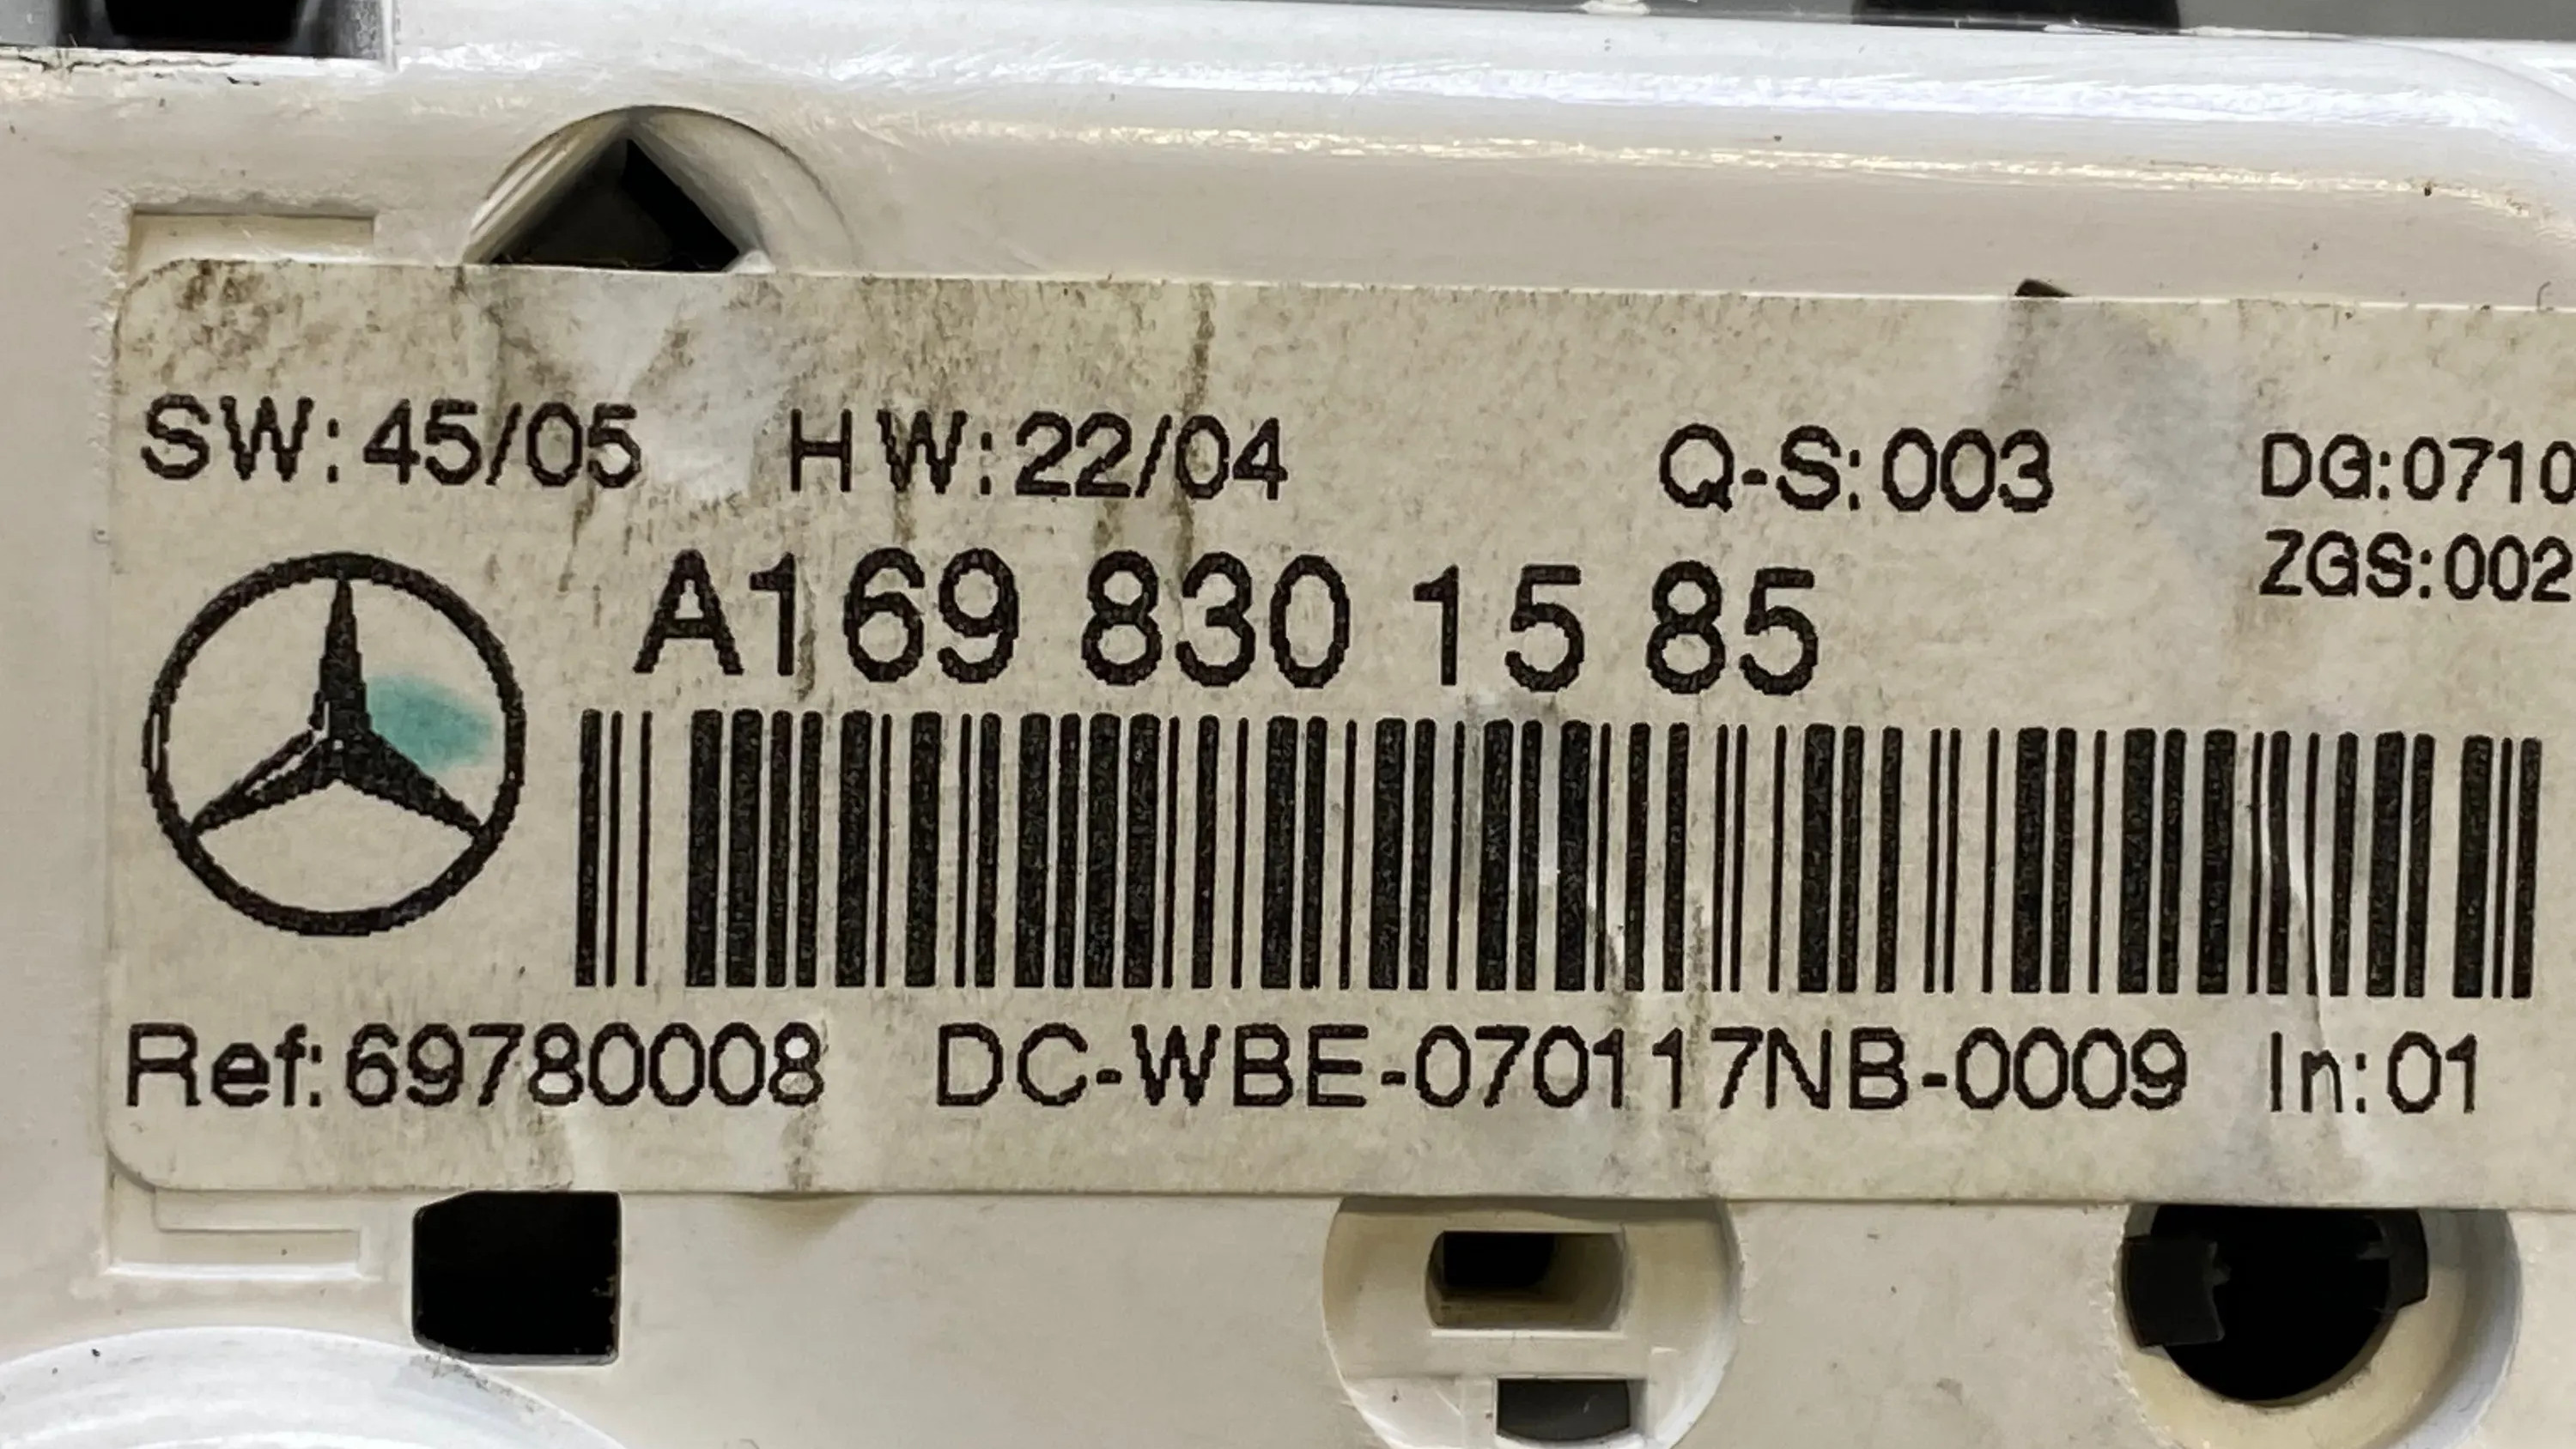 SW: 45/05 HW: 22/04 Q-S: 003 DG:0710
ZGS:002
A169 830 15 85
Ref: 69780008 DC-WBE-070117NB-0009 In: 01